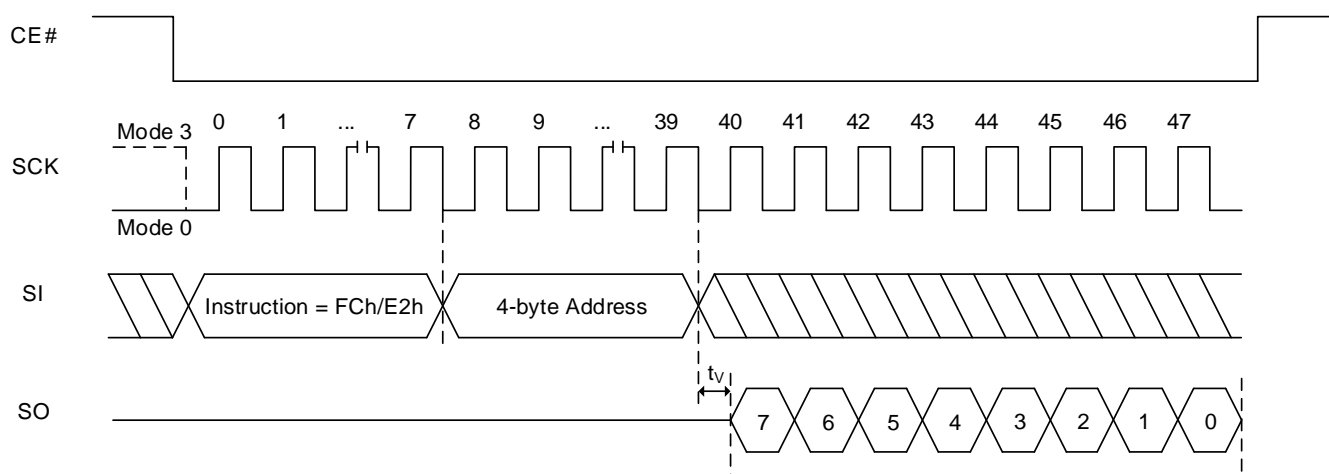 CE#
Mode 3
0 1 ... 7 8 9 ... 39 40 41 42 43 44 45 46 47
SCK
Mode 0
SI
Instruction = FCh/E2h
4-byte Address
tV
SO
7 6 5 4 3 2 1 0